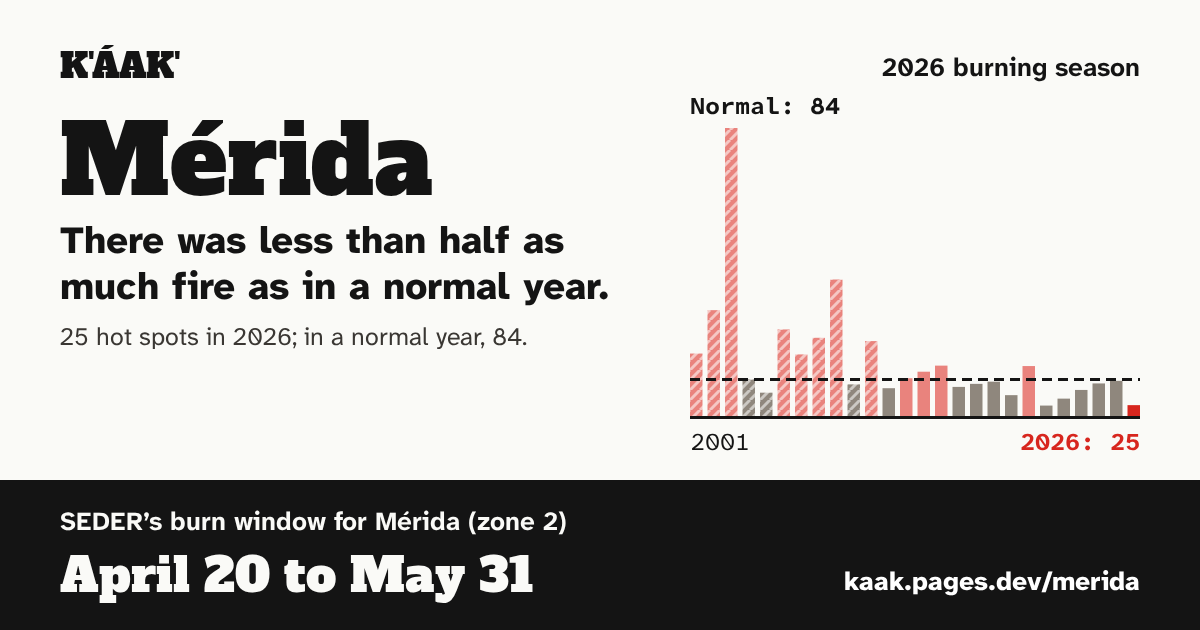 K'ÁAK'
Mérida
There was less than half as
much fire as in a normal year.
25 hot spots in 2026; in a normal year, 84.
2026 burning season
Normal: 84
2001
2026: 25
SEDER’s burn window for Mérida (zone 2)
April 20 to May 31
kaak.pages.dev/merida